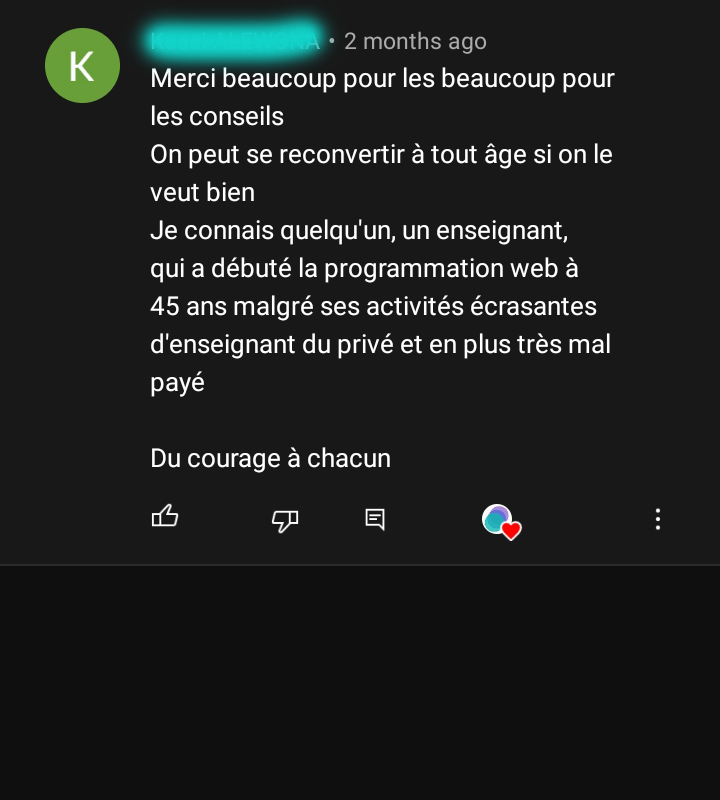 K
• 2 months ago
Merci beaucoup pour les beaucoup pour
les conseils
On peut se reconvertir à tout âge si on le
veut bien
Je connais quelqu'un, un enseignant,
qui a débuté la programmation web à
45 ans malgré ses activités écrasantes
d'enseignant du privé et en plus très mal
payé
Du courage à chacun